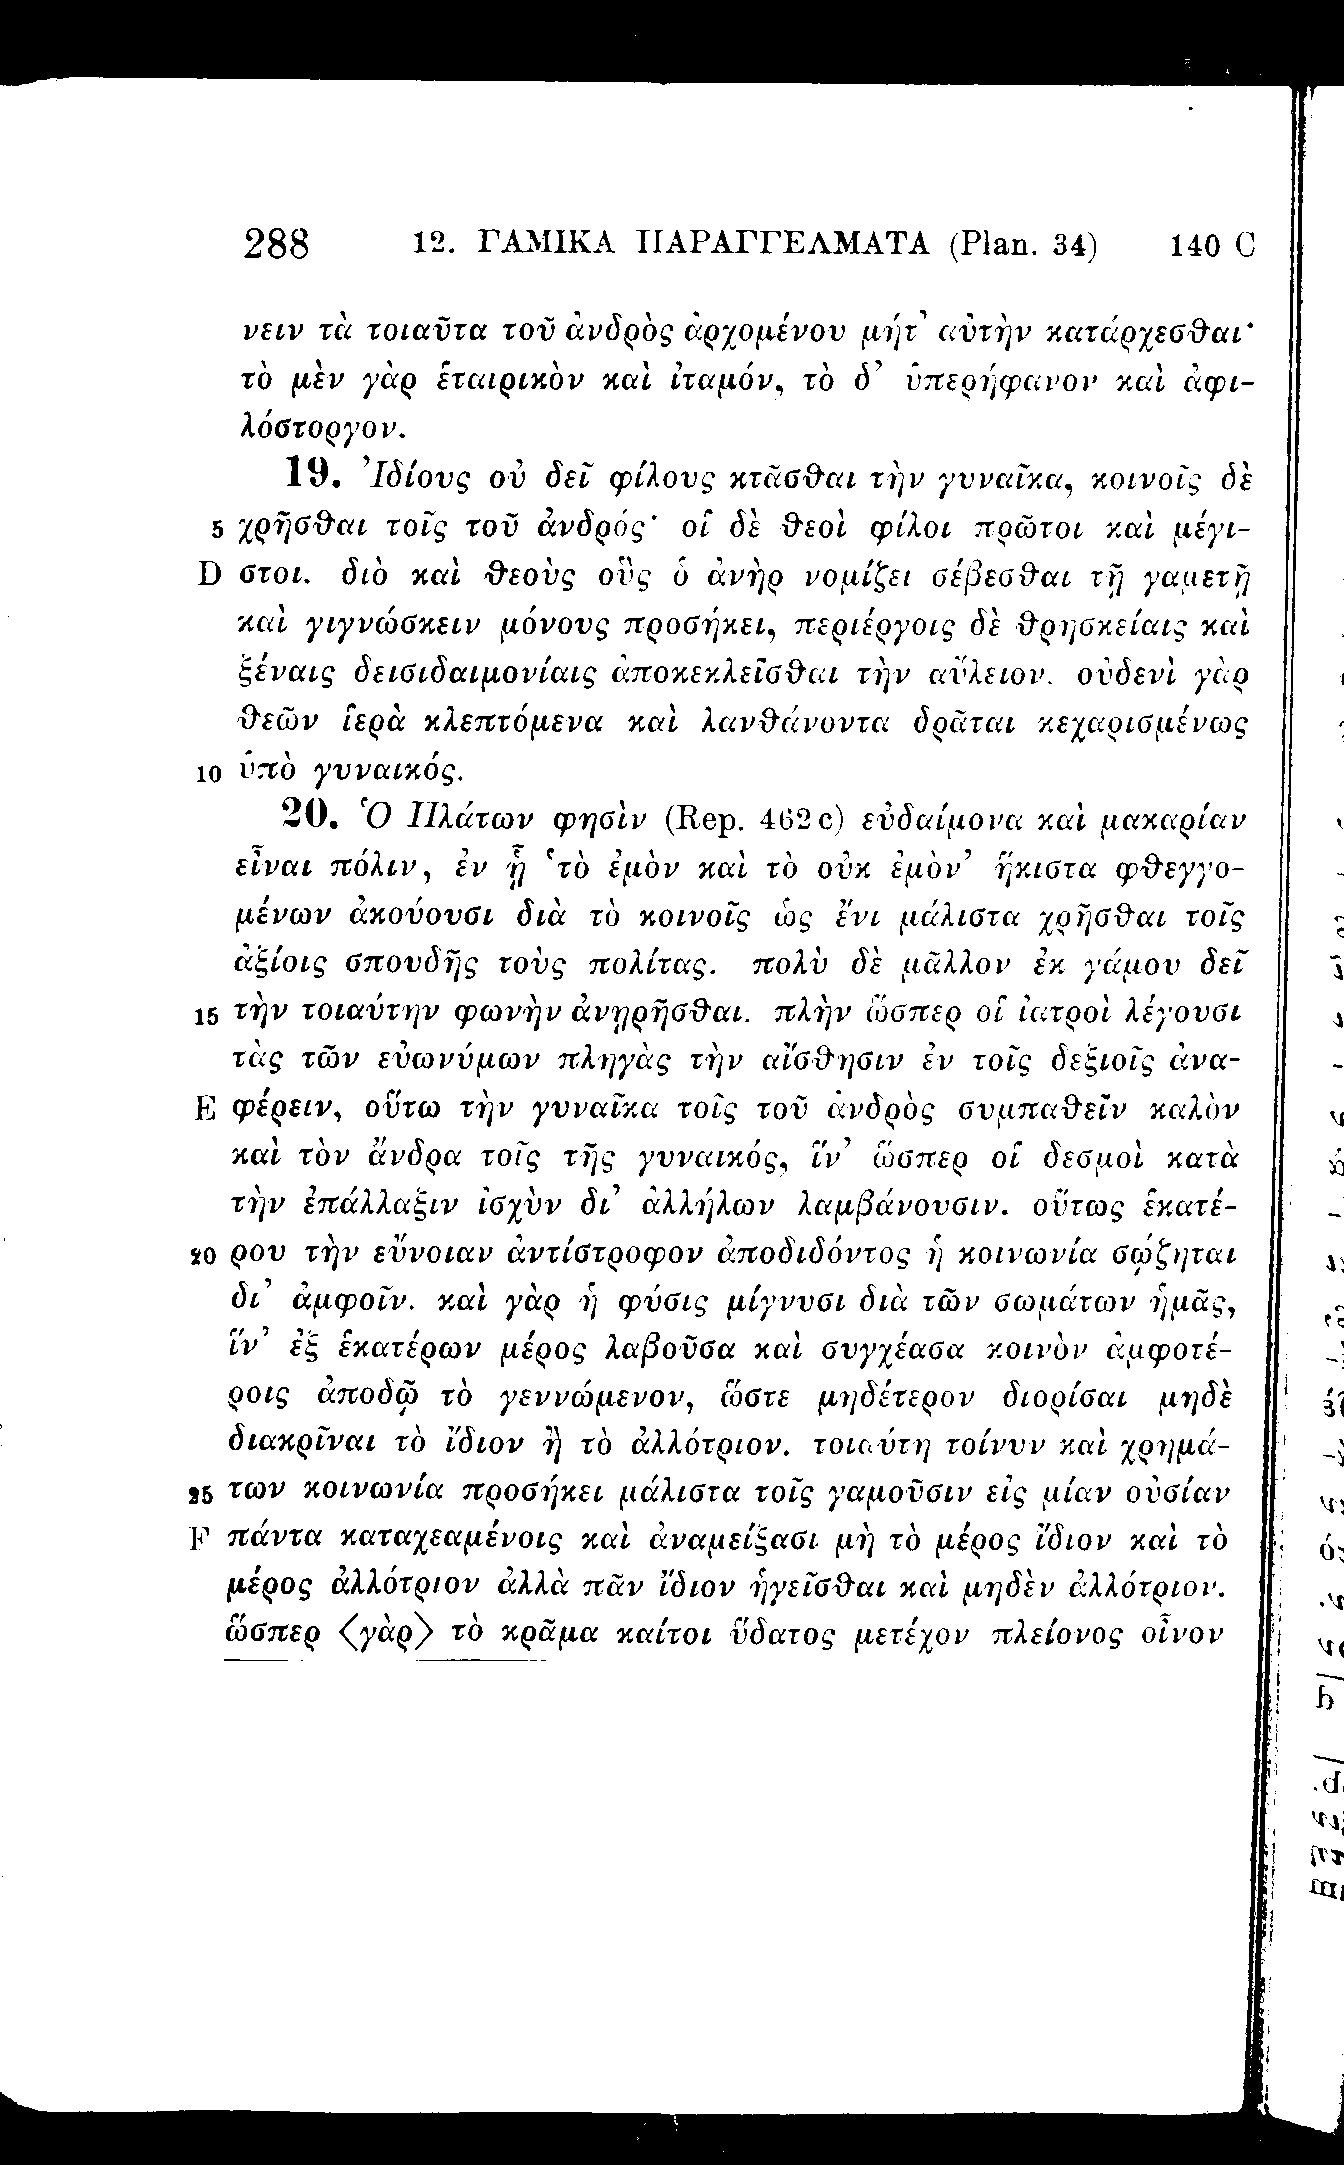 288 12. ΓΑΜΙΚΑ ΠΑΡΑΓΓΕΛΜΑΤΑ (Plan. 34) 140 C
νειν τὰ τοιαῦτα τοῦ ἀνδρὸς ἀρχομένου μήτ’ αὐτὴν κατάρχεσθαι·
τὸ μὲν γὰρ ἑταιρικὸν καὶ ἰταμόν, τὸ δ’ ὑπερήφανον καὶ ἀφι-
λόστοργον.
19. Ἰδίους οὐ δεῖ φίλους κτᾶσθαι τὴν γυναῖκα, κοινοῖς δὲ
5 χρῆσθαι τοῖς τοῦ ἀνδρός· οἱ δὲ θεοὶ φίλοι πρῶτοι καὶ μέγι-
D στοι. διὸ καὶ θεοὺς οὓς ὁ ἀνὴρ νομίζει σέβεσθαι τῇ γαμετῇ
καὶ γιγνώσκειν μόνους προσήκει, περιέργοις δὲ θρησκείαις καὶ
ξέναις δεισιδαιμονίαις ἀποκεκλεῖσθαι τὴν αὔλειον. οὐδενὶ γὰρ
θεῶν ἱερὰ κλεπτόμενα καὶ λανθάνοντα δρᾶται κεχαρισμένως
10 ὑπὸ γυναικός.
20. Ὁ Πλάτων φησὶν (Rep. 462 c) εὐδαίμονα καὶ μακαρίαν
εἶναι πόλιν, ἐν ᾗ ‘τὸ ἐμὸν καὶ τὸ οὐκ ἐμὸν’ ἥκιστα φθεγγο-
μένων ἀκούουσι διὰ τὸ κοινοῖς ὡς ἔνι μάλιστα χρῆσθαι τοῖς
ἀξίοις σπουδῆς τοὺς πολίτας. πολὺ δὲ μᾶλλον ἐκ γάμου δεῖ
15 τὴν τοιαύτην φωνὴν ἀνῃρῆσθαι. πλὴν ὥσπερ οἱ ἰατροὶ λέγουσι
τὰς τῶν εὐωνύμων πληγὰς τὴν αἴσθησιν ἐν τοῖς δεξιοῖς ἀνα-
E φέρειν, οὕτω τὴν γυναῖκα τοῖς τοῦ ἀνδρὸς συμπαθεῖν καλὸν
καὶ τὸν ἄνδρα τοῖς τῆς γυναικός, ἵν’ ὥσπερ οἱ δεσμοὶ κατὰ
τὴν ἐπάλλαξιν ἰσχὺν δι’ ἀλλήλων λαμβάνουσιν. οὕτως ἑκατέ-
20 ρου τὴν εὔνοιαν ἀντίστροφον ἀποδιδόντος ἡ κοινωνία σῴζηται
δι’ ἀμφοῖν. καὶ γὰρ ἡ φύσις μίγνυσι διὰ τῶν σωμάτων ἡμᾶς,
ἵν’ ἐξ ἑκατέρων μέρος λαβοῦσα καὶ συγχέασα κοινὸν ἀμφοτέ-
ροις ἀποδῷ τὸ γεννώμενον, ὥστε μηδέτερον διορίσαι μηδὲ
διακρῖναι τὸ ἴδιον ἢ τὸ ἀλλότριον. τοιαύτη τοίνυν καὶ χρημά-
25 των κοινωνία προσήκει μάλιστα τοῖς γαμοῦσιν εἰς μίαν οὐσίαν
F πάντα καταχεαμένοις καὶ ἀναμείξασι μὴ τὸ μέρος ἴδιον καὶ τὸ
μέρος ἀλλότριον ἀλλὰ πᾶν ἴδιον ἡγεῖσθαι καὶ μηδὲν ἀλλότριον.
ὥσπερ ⟨γὰρ⟩ τὸ κρᾶμα καίτοι ὕδατος μετέχον πλείονος οἶνον